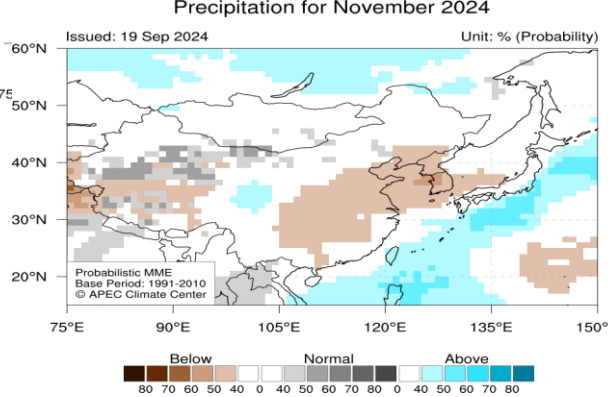 Precipitation for November 2024
Issued: 19 Sep 2024 Unit: % (Probability)
60°N
75
50°N
40°N
30°N
20°N
Probabilistic MME
Base Period: 1991-2010
© APEC Climate Center
75°E 90°E 105°E 120°E 135°E 150°
Below Normal Above
80 70 60 50 40 0 40 50 60 70 80 0 40 50 60 70 80